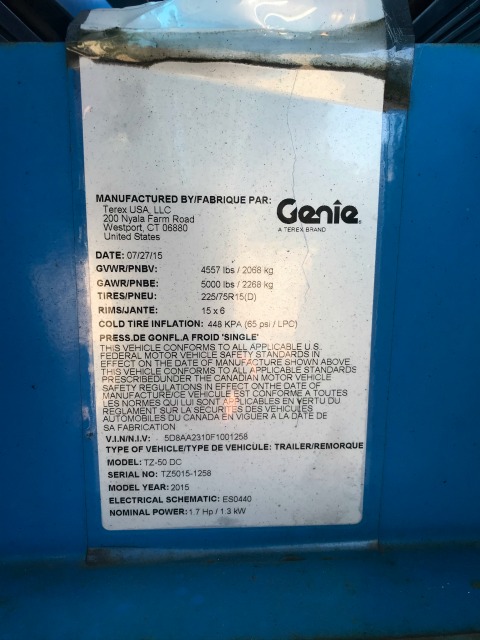 MANUFACTURED BY/FABRIQUE PAR:
Terex USA, LLC
200 Nyala Farm Road
Westport, CT 06880
United States
Genie
A TEREX BRAND
DATE: 07/27/15
GVWR/PNBV: 4557 lbs / 2068 kg
GAWR/PNBE: 5000 lbs / 2268 kg
TIRES/PNEU: 225/75R15(D)
RIMS/JANTE: 15 x 6
COLD TIRE INFLATION: 448 KPA (65 psi / LPC)
PRESS.DE GONFL.A FROID 'SINGLE'
THIS VEHICLE CONFORMS TO ALL APPLICABLE U.S.
FEDERAL MOTOR VEHICLE SAFETY STANDARDS IN
EFFECT ON THE DATE OF MANUFACTURE SHOWN ABOVE
THIS VEHICLE CONFORMS TO ALL APPLICABLE STANDARDS
PRESCRIBEDUNDER THE CANADIAN MOTOR VEHICLE
SAFETY REGULATIONS IN EFFECT ONTHE DATE OF
MANUFACTURE/CE VEHICULE EST CONFORME A TOUTES
LES NORMES QUI LUI SONT APPLICABLES EN VERTU DU
REGLAMENT SUR LA SECURITES DES VEHICULES
AUTOMOBILES DU CANADA EN VIGUER A LA DATE DE
SA FABRICATION
V.I.N/N.I.V: 5D8AA2310F1001258
TYPE OF VEHICLE/TYPE DE VEHICULE: TRAILER/REMORQUE
MODEL: TZ-50 DC
SERIAL NUMBER: TZ5015-1258
MODEL YEAR: 2015
ELECTRICAL SCHEMATIC: ES0440
NOMINAL POWER: 1.7 Hp / 1.3 kW